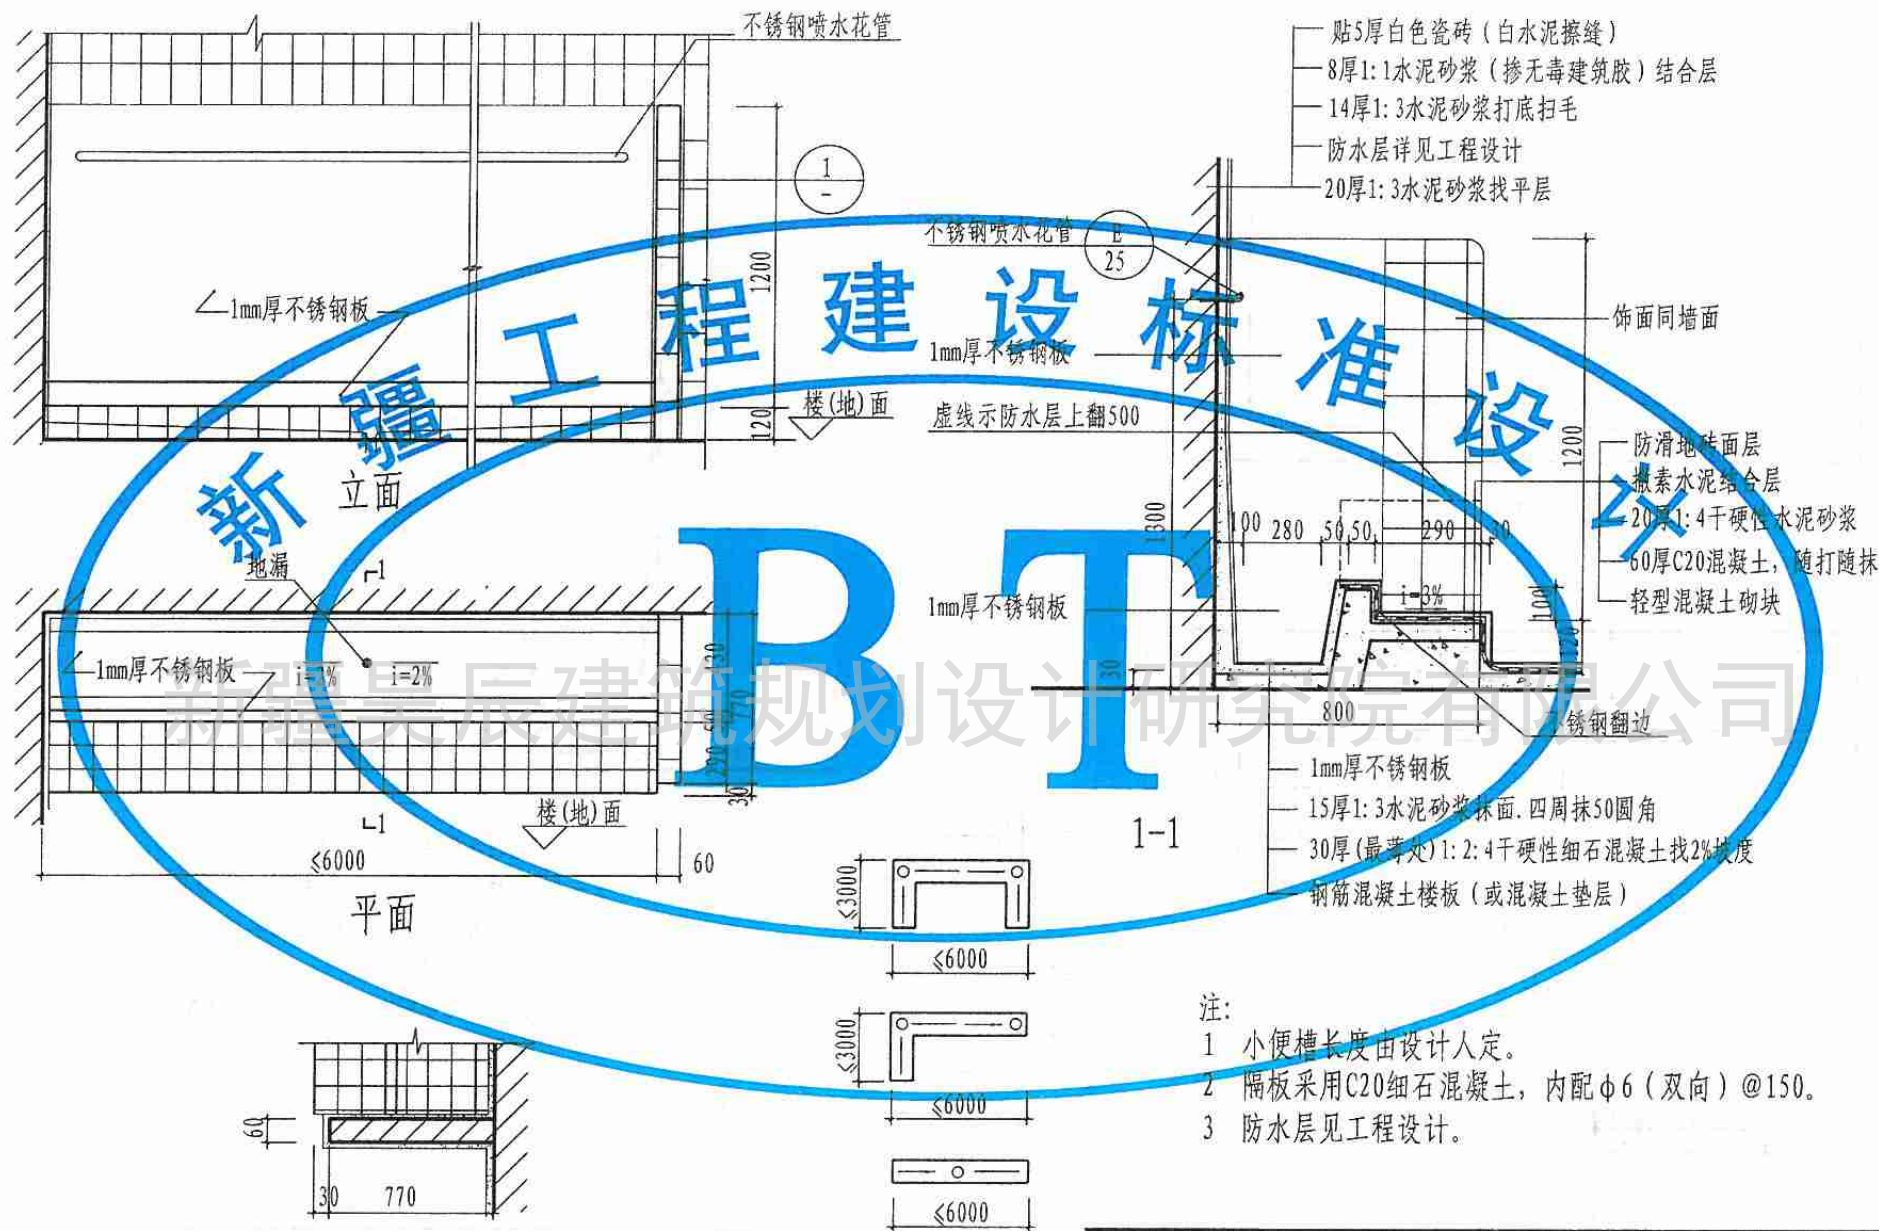 不锈钢喷水花管
1
-
1200
1mm厚不锈钢板
120
楼(地)面
立面
贴5厚白色瓷砖（白水泥擦缝）
8厚1:1水泥砂浆（掺无毒建筑胶）结合层
14厚1:3水泥砂浆打底扫毛
防水层详见工程设计
20厚1:3水泥砂浆找平层
不锈钢喷水花管
E
25
饰面同墙面
1mm厚不锈钢板
虚线示防水层上翻500
1200
1300
防滑地砖面层
撒素水泥结合层
20厚1:4干硬性水泥砂浆
60厚C20混凝土，随打随抹
轻型混凝土砌块
100 280 50 50 290 30
i=3%
100
120
1mm厚不锈钢板
30
800
不锈钢翻边
1mm厚不锈钢板
15厚1:3水泥砂浆抹面.四周抹50圆角
30厚(最薄处)1:2:4干硬性细石混凝土找2%坡度
钢筋混凝土楼板（或混凝土垫层）
1-1
地漏
1
1mm厚不锈钢板
i=2%
i=2%
770
290
30
楼(地)面
1
≤6000
60
平面
≤3000
≤6000
≤3000
≤6000
≤6000
60
30 770
注:
1 小便槽长度由设计人定。
2 隔板采用C20细石混凝土，内配ф6（双向）@150。
3 防水层见工程设计。
新疆工程建设标准设计
BT
新疆昊辰建筑规划设计研究院有限公司